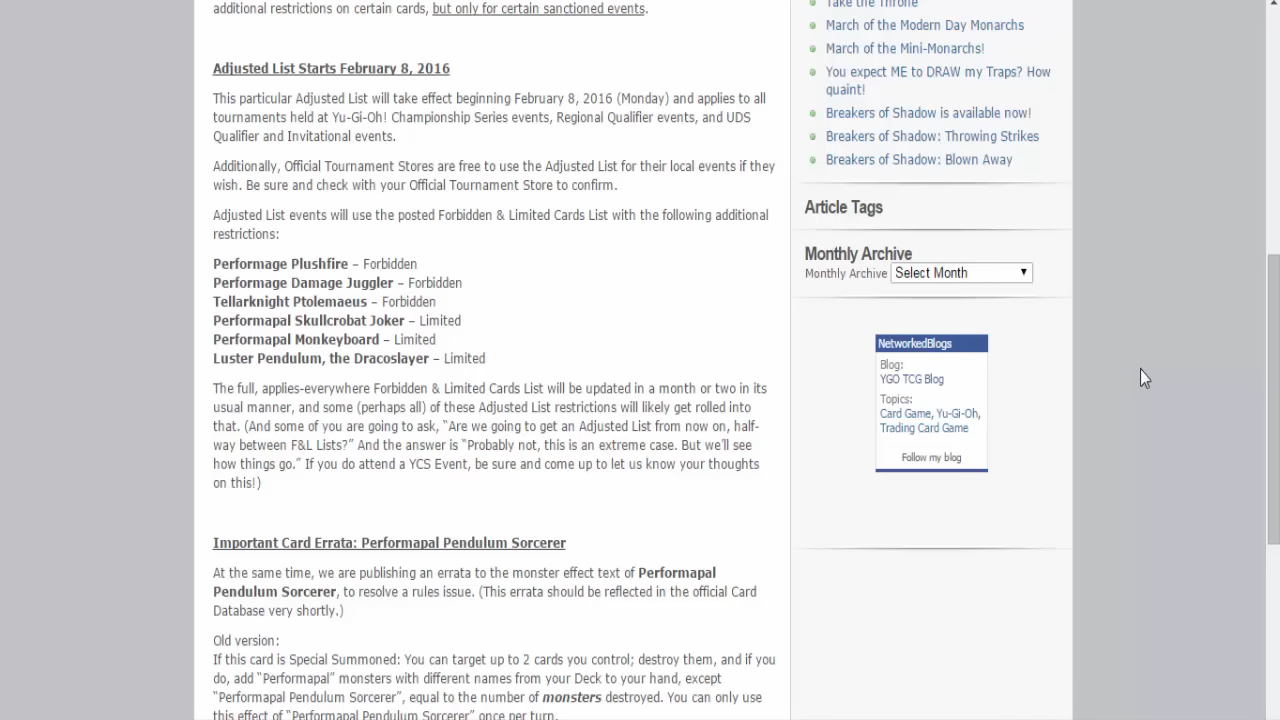 additional restrictions on certain cards, but only for certain sanctioned events.
Adjusted List Starts February 8, 2016
This particular Adjusted List will take effect beginning February 8, 2016 (Monday) and applies to all
tournaments held at Yu-Gi-Oh! Championship Series events, Regional Qualifier events, and UDS
Qualifier and Invitational events.
Additionally, Official Tournament Stores are free to use the Adjusted List for their local events if they
wish. Be sure and check with your Official Tournament Store to confirm.
Adjusted List events will use the posted Forbidden & Limited Cards List with the following additional
restrictions:
Performage Plushfire – Forbidden
Performage Damage Juggler – Forbidden
Tellarknight Ptolemaeus – Forbidden
Performapal Skullcrobat Joker – Limited
Performapal Monkeyboard – Limited
Luster Pendulum, the Dracoslayer – Limited
The full, applies-everywhere Forbidden & Limited Cards List will be updated in a month or two in its
usual manner, and some (perhaps all) of these Adjusted List restrictions will likely get rolled into
that. (And some of you are going to ask, “Are we going to get an Adjusted List from now on, half-
way between F&L Lists?” And the answer is “Probably not, this is an extreme case. But we’ll see
how things go.” If you do attend a YCS Event, be sure and come up to let us know your thoughts
on this!)
Important Card Errata: Performapal Pendulum Sorcerer
At the same time, we are publishing an errata to the monster effect text of Performapal
Pendulum Sorcerer, to resolve a rules issue. (This errata should be reflected in the official Card
Database very shortly.)
Old version:
If this card is Special Summoned: You can target up to 2 cards you control; destroy them, and if you
do, add “Performapal” monsters with different names from your Deck to your hand, except
“Performapal Pendulum Sorcerer”, equal to the number of monsters destroyed. You can only use
this effect of “Performapal Pendulum Sorcerer” once per turn.
Take the Throne
March of the Modern Day Monarchs
March of the Mini-Monarchs!
You expect ME to DRAW my Traps? How
quaint!
Breakers of Shadow is available now!
Breakers of Shadow: Throwing Strikes
Breakers of Shadow: Blown Away
Article Tags
Monthly Archive
Monthly Archive Select Month
NetworkedBlogs
Blog:
YGO TCG Blog
Topics:
Card Game, Yu-Gi-Oh,
Trading Card Game
Follow my blog